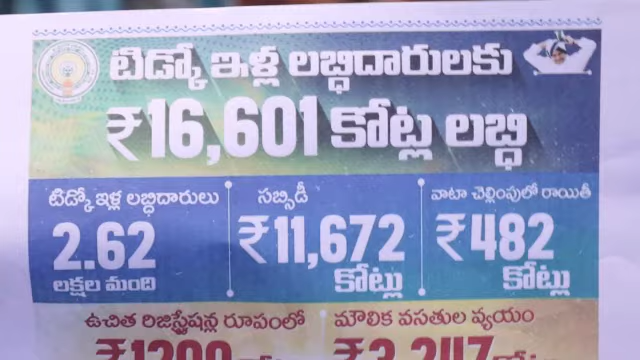 టిడ్కో ఇళ్ల లబ్ధిదారులకు
₹16,601 కోట్ల లబ్ధి
టిడ్కో ఇళ్ల లబ్ధిదారులు
2.62
లక్షల మంది
సబ్సిడీ
₹11,672
కోట్లు
వాటా చెల్లింపులో రాయితీ
₹482
కోట్లు
ఉచిత రిజిస్ట్రేషన్ల రూపంలో
మౌలిక వసతుల వ్యయం